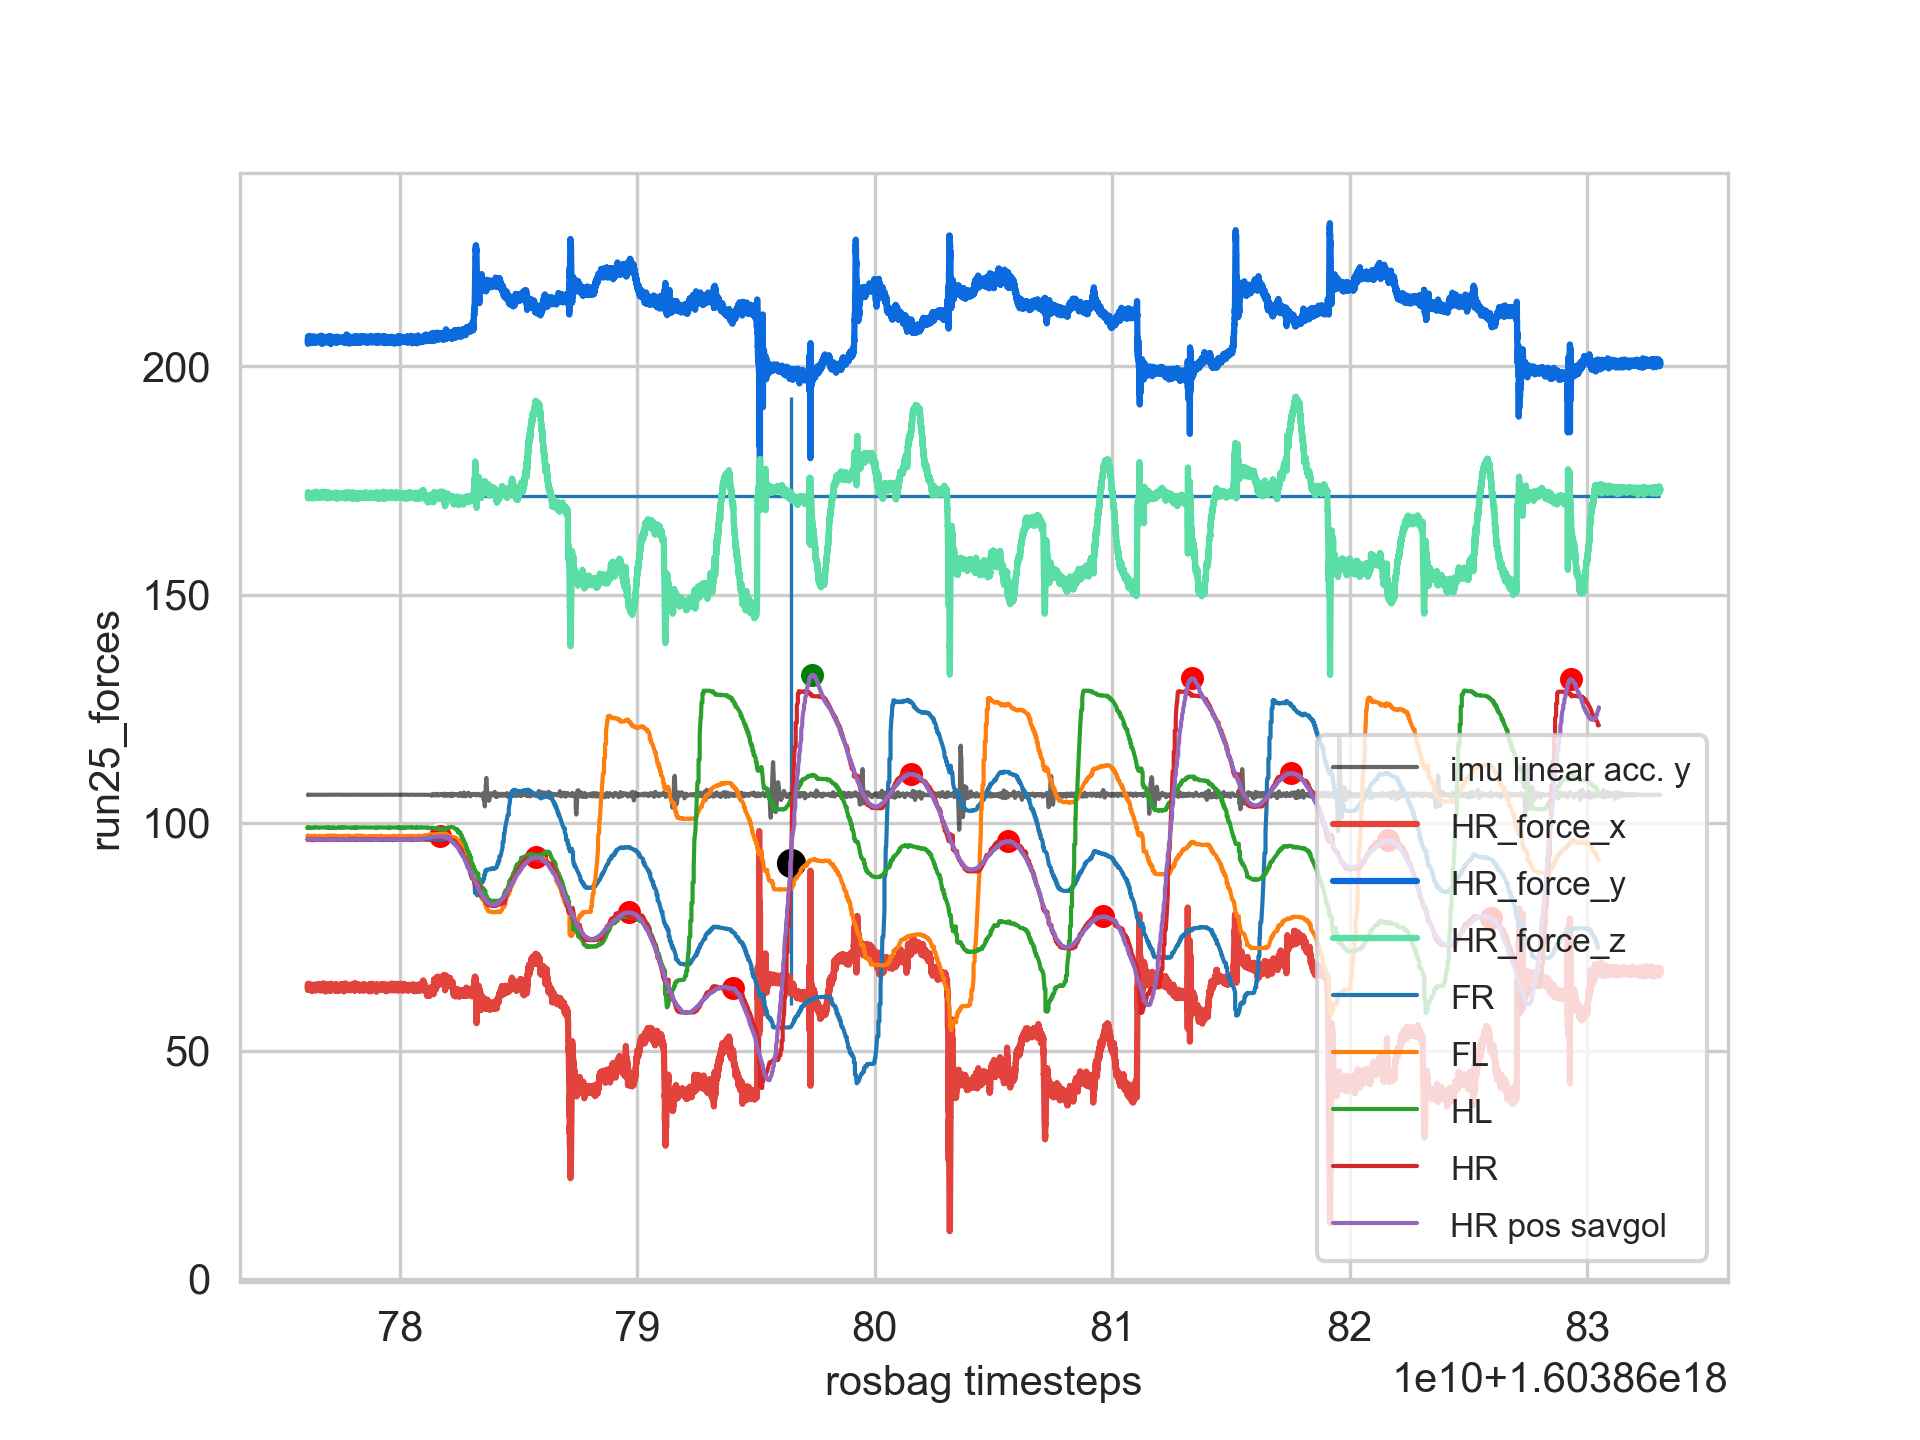 200
150
100
50
0
run25_forces
78 79 80 81 82 83
rosbag timesteps
1e10+1.60386e18
imu linear acc. y
HR_force_x
HR_force_y
HR_force_z
FR
FL
HL
HR
HR pos savgol